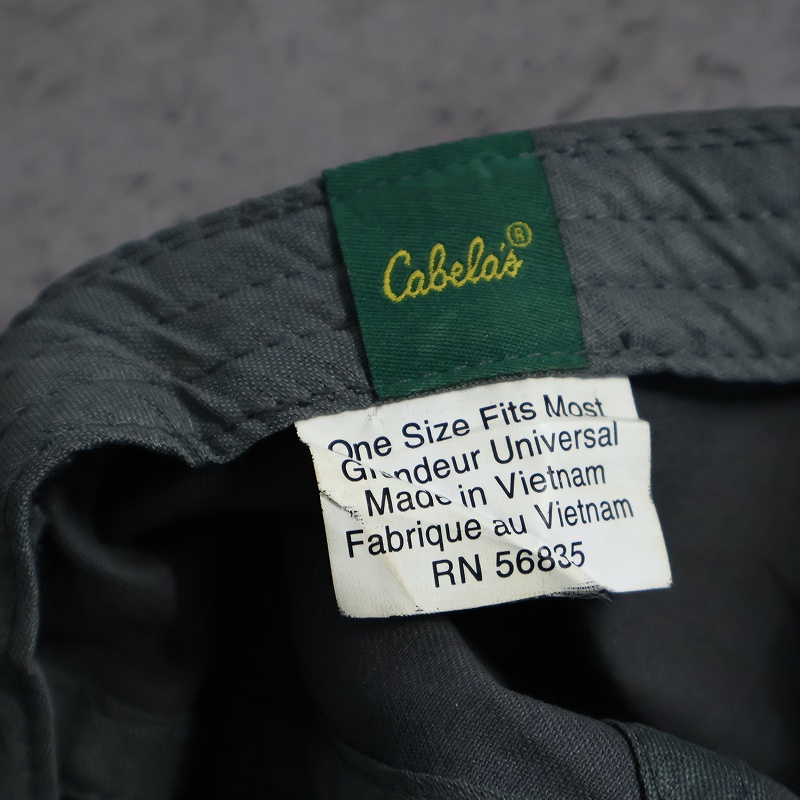 Cabela's®
One Size Fits Most
Grandeur Universal
Made in Vietnam
Fabrique au Vietnam
RN 56835